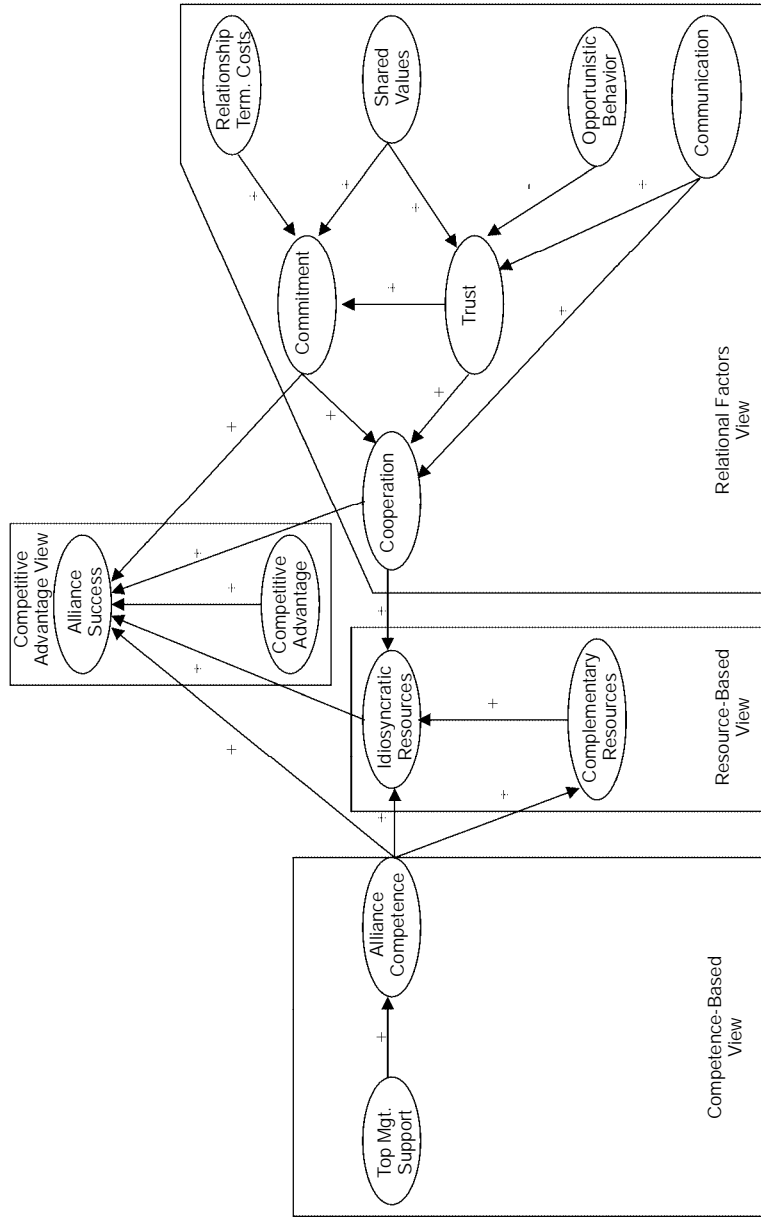 Competitive
Advantage View
Alliance
Success
+
+
+
+
+
Relationship
Term. Costs
+
Competitive
Advantage
Commitment
+
+
Top Mgt.
Support
+
Alliance
Competence
+
Idiosyncratic
Resources
+
Cooperation
+
Shared
Values
+
+
Trust
+
+
-
Complementary
Resources
+
Opportunistic
Behavior
+
Communication
Competence-Based
View
Resource-Based
View
Relational Factors
View